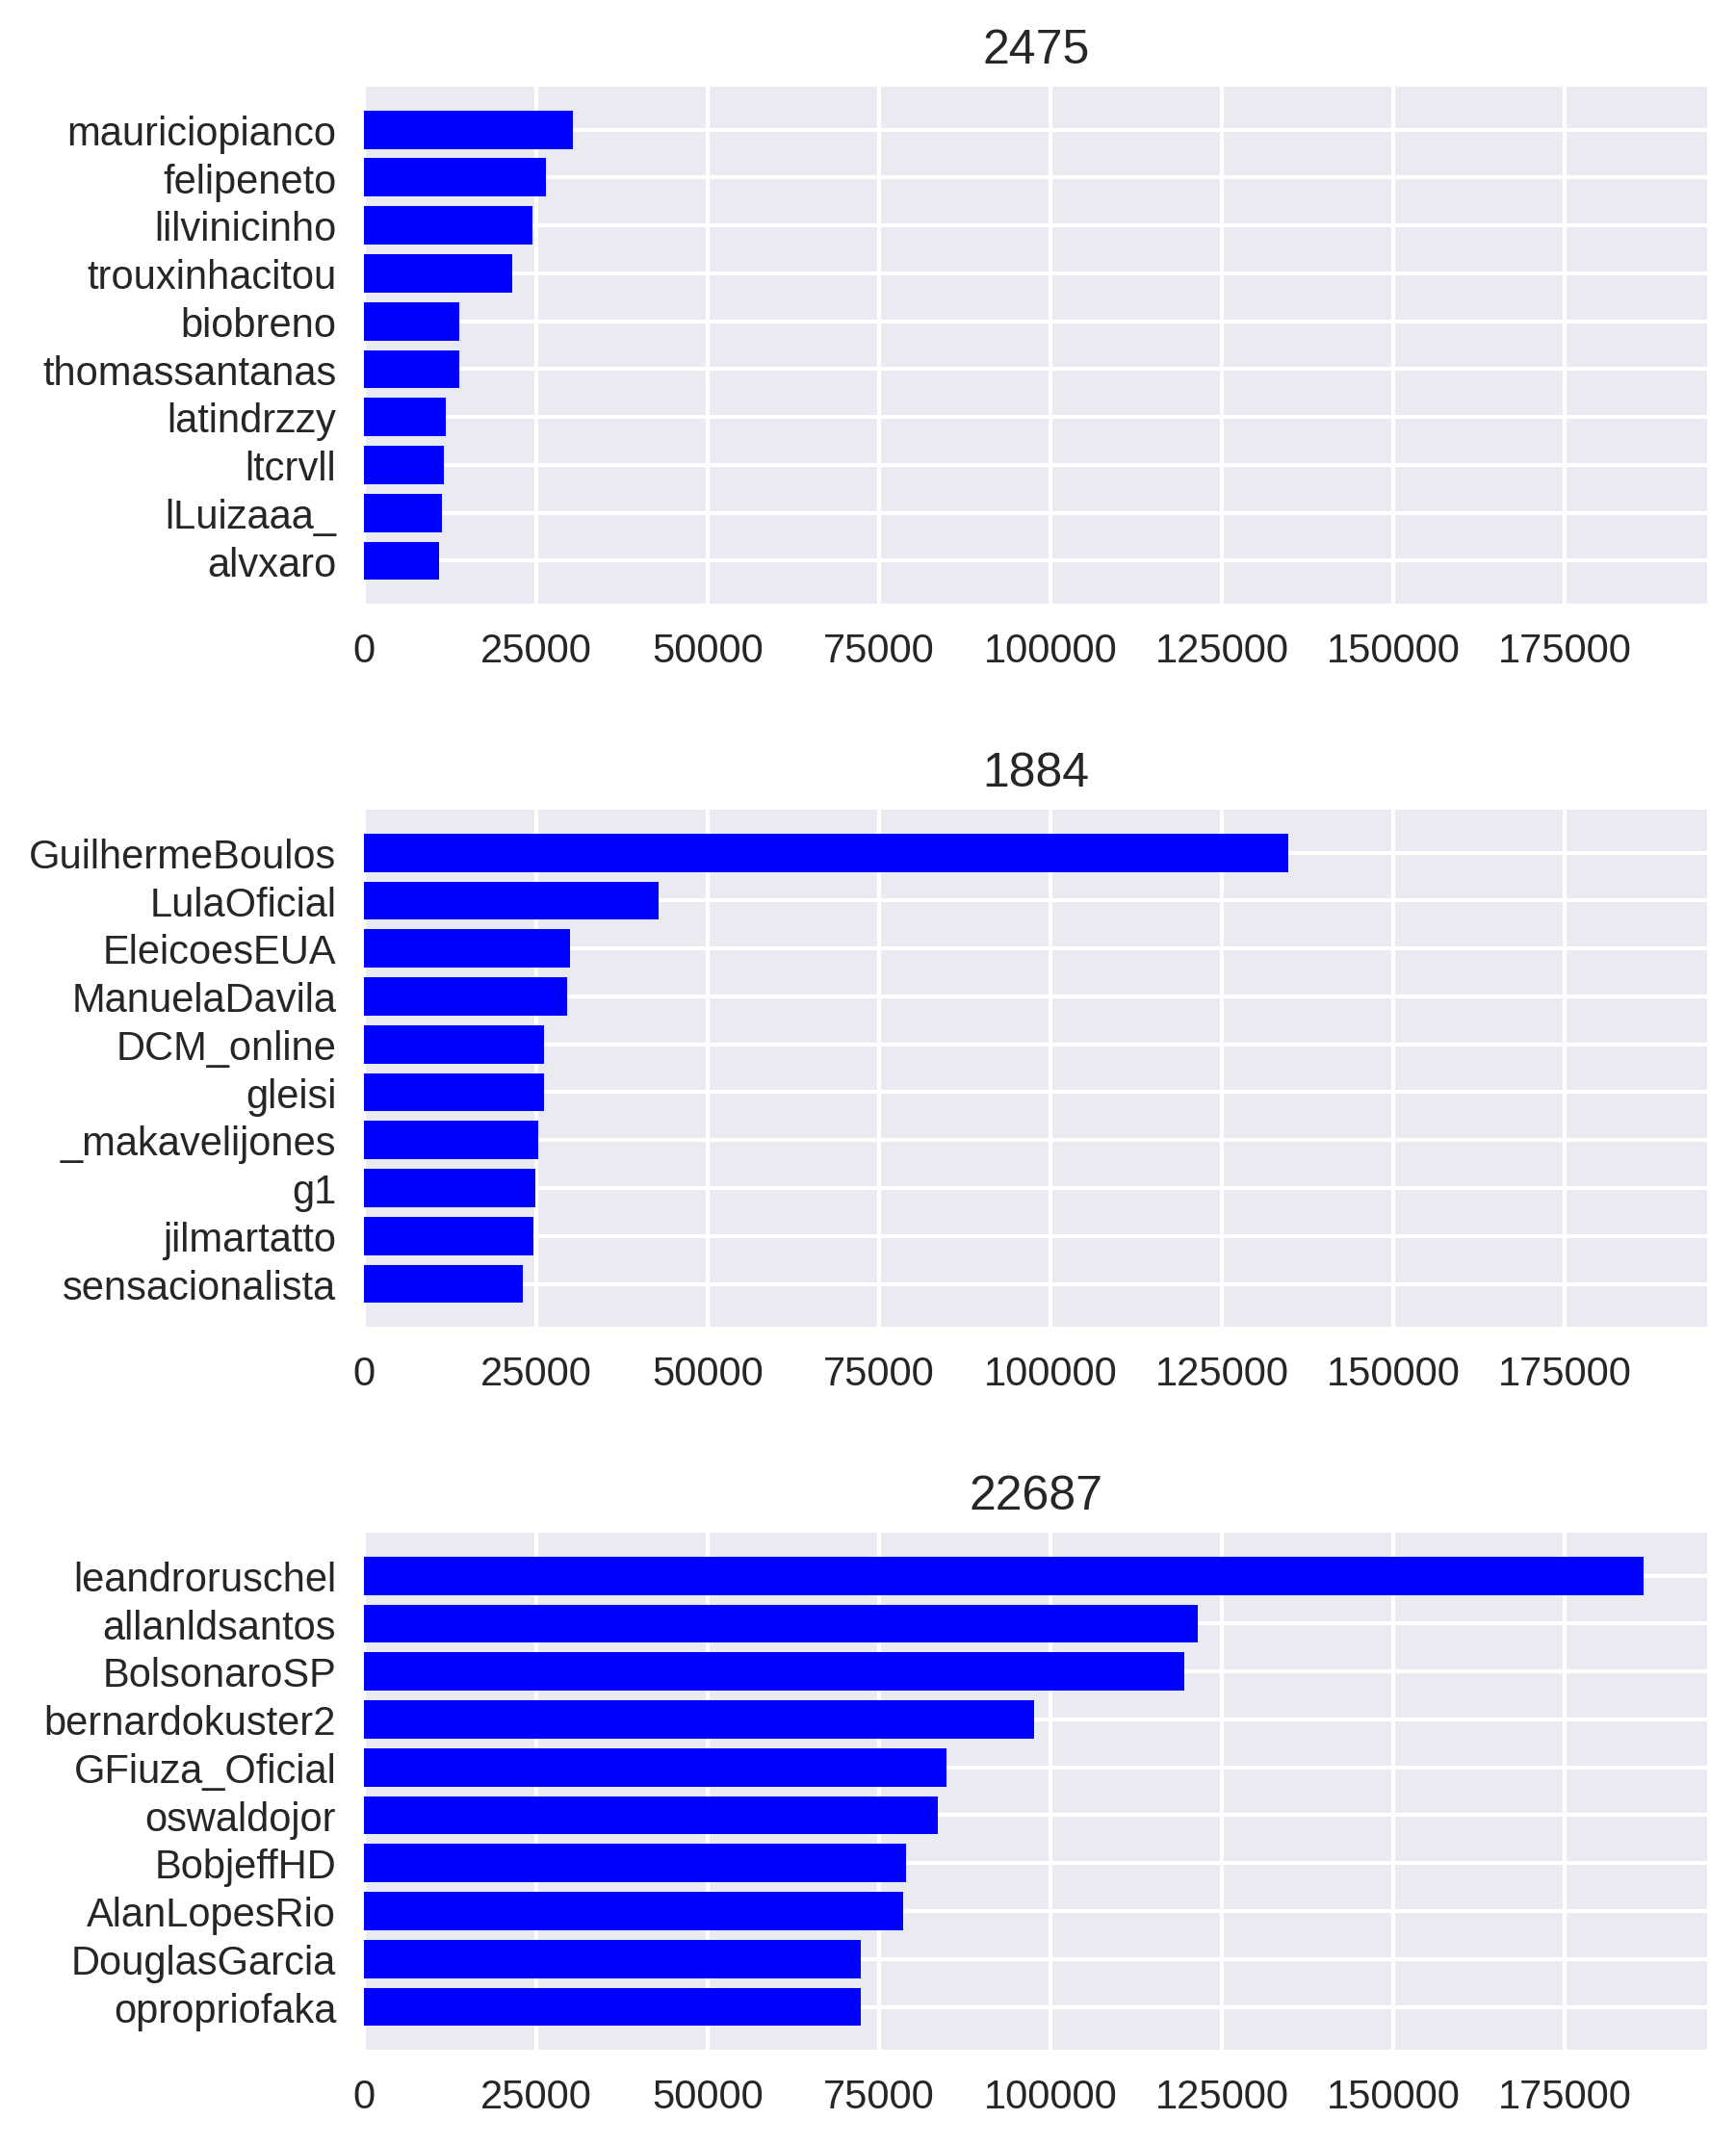 2475
mauriciopianco
felipeneto
lilvinicinho
trouxinhacitou
biobreno
thomassantanas
latindrzzy
ltcrvll
lLuizaaa_
alvxaro
0 25000 50000 75000 100000 125000 150000 175000
1884
GuilhermeBoulos
LulaOficial
EleicoesEUA
ManuelaDavila
DCM_online
gleisi
_makavelijones
g1
jilmartatto
sensacionalista
0 25000 50000 75000 100000 125000 150000 175000
22687
leandroruschel
allanldsantos
BolsonaroSP
bernardokuster2
GFiuza_Oficial
oswaldojor
BobjeffHD
AlanLopesRio
DouglasGarcia
opropriofaka
0 25000 50000 75000 100000 125000 150000 175000